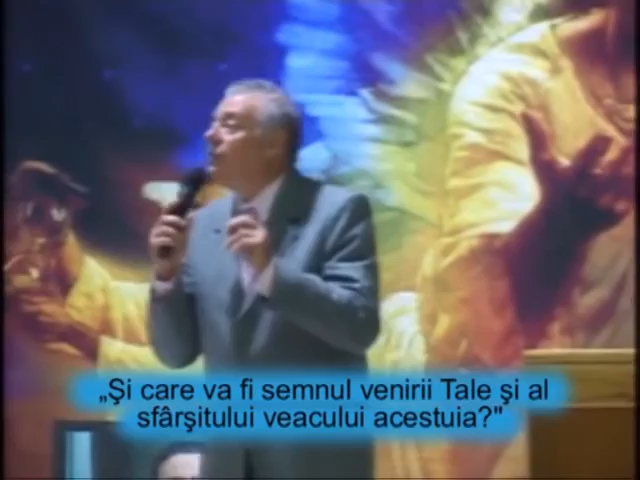 „Şi care va fi semnul venirii Tale şi al
sfârşitului veacului acestuia?"